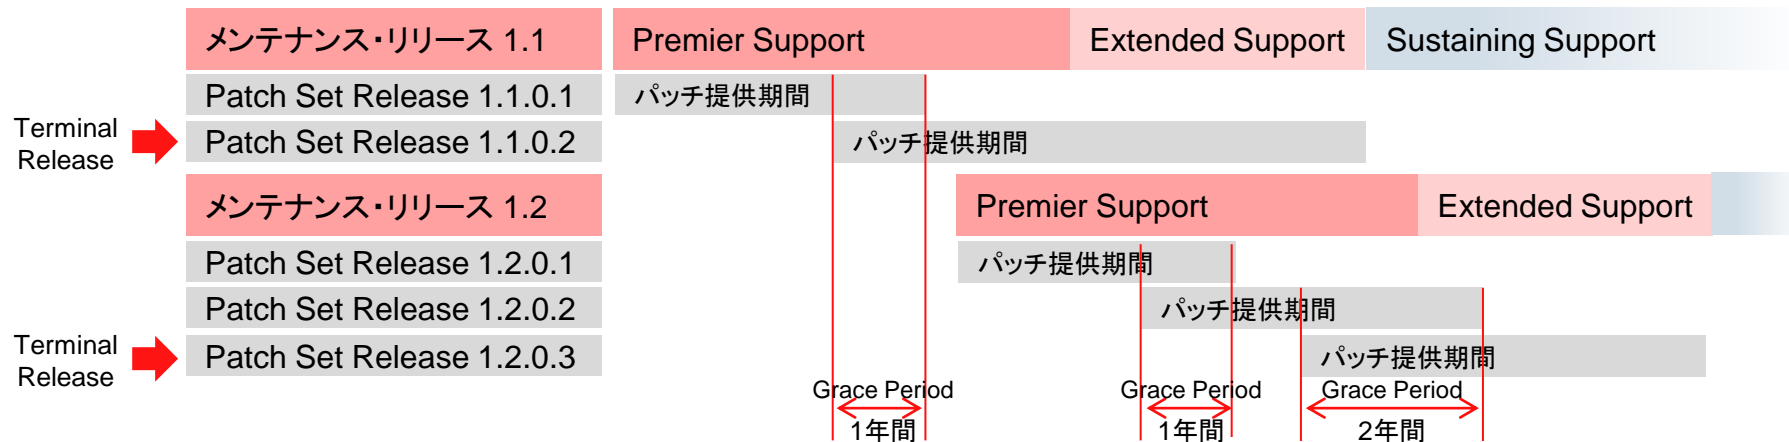 メンテナンス・リリース 1.1
Premier Support
Extended Support
Sustaining Support
Patch Set Release 1.1.0.1
パッチ提供期間
Terminal
Release
Patch Set Release 1.1.0.2
パッチ提供期間
メンテナンス・リリース 1.2
Premier Support
Extended Support
Patch Set Release 1.2.0.1
パッチ提供期間
Patch Set Release 1.2.0.2
パッチ提供期間
Terminal
Release
Patch Set Release 1.2.0.3
パッチ提供期間
Grace Period
1年間
Grace Period
1年間
Grace Period
2年間